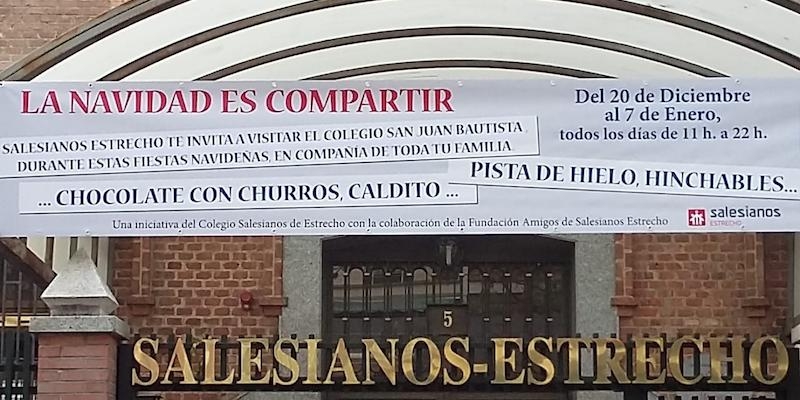 LA NAVIDAD ES COMPARTIR
SALESIANOS ESTRECHO TE INVITA A VISITAR EL COLEGIO SAN JUAN BAUTISTA
DURANTE ESTAS FIESTAS NAVIDEÑAS, EN COMPAÑÍA DE TODA TU FAMILIA.
... CHOCOLATE CON CHURROS, CALDITO ...
Del 20 de Diciembre
al 7 de Enero,
todos los días de 11 h. a 22 h.
PISTA DE HIELO, HINCHABLES...
Una iniciativa del Colegio Salesianos de Estrecho con la colaboración de la Fundación Amigos de Salesianos Estrecho
salesianos
ESTRECHO
5
SALESIANOS-ESTRECHO